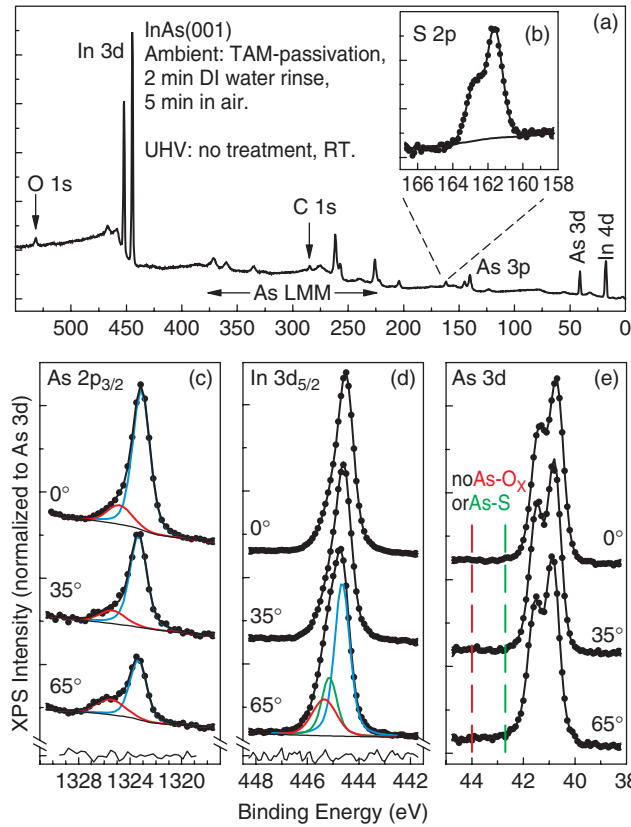 (a)
InAs(001)
Ambient: TAM-passivation,
2 min DI water rinse,
5 min in air.
UHV: no treatment, RT.
In 3d
O 1s
C 1s
As LMM
As 3p
As 3d
In 4d
S 2p
(b)
166 164 162 160 158
500 450 400 350 300 250 200 150 100 50 0
XPS Intensity (normalized to As 3d)
As 2p3/2
(c)
0°
35°
65°
1328 1324 1320
In 3d5/2
(d)
0°
35°
65°
448 446 444 442
As 3d
(e)
noAs-OX
orAs-S
0°
35°
65°
44 42 40 38
Binding Energy (eV)